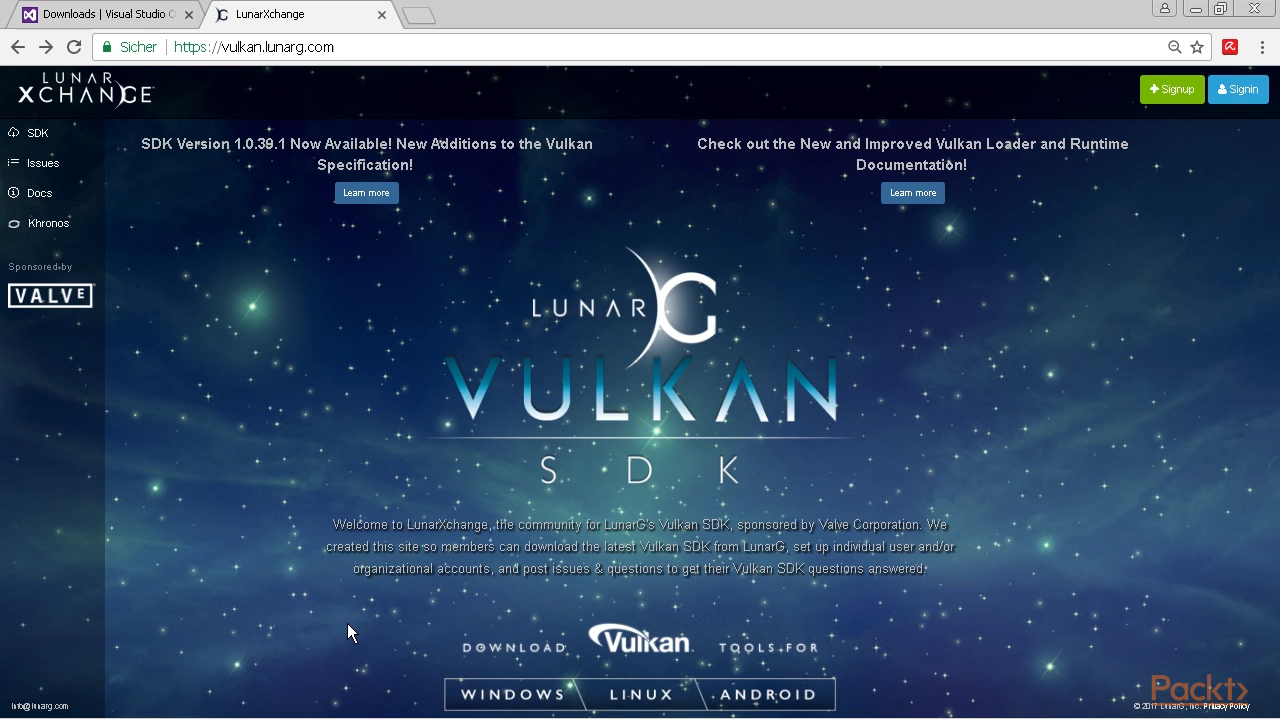 Downloads | Visual Studio
LunarXchange
Sicher
https://vulkan.lunarg.com
LUNAR
XCHANGE
Signup
Signin
SDK
Issues
Docs
Khronos
Sponsored by
VALVE
SDK Version 1.0.39.1 Now Available! New Additions to the Vulkan
Specification!
Learn more
Check out the New and Improved Vulkan Loader and Runtime
Documentation!
Learn more
LUNAR G
VULKAN
SDK
Welcome to LunarXchange, the community for LunarG's Vulkan SDK, sponsored by Valve Corporation. We
created this site so members can download the latest Vulkan SDK from LunarG, set up individual user and/or
organizational accounts, and post issues & questions to get their Vulkan SDK questions answered.
DOWNLOAD Vulkan TOOLS FOR
WINDOWS LINUX ANDROID
Packt
info@lunarg.com
© 2017 LunarG, Inc. Privacy Policy